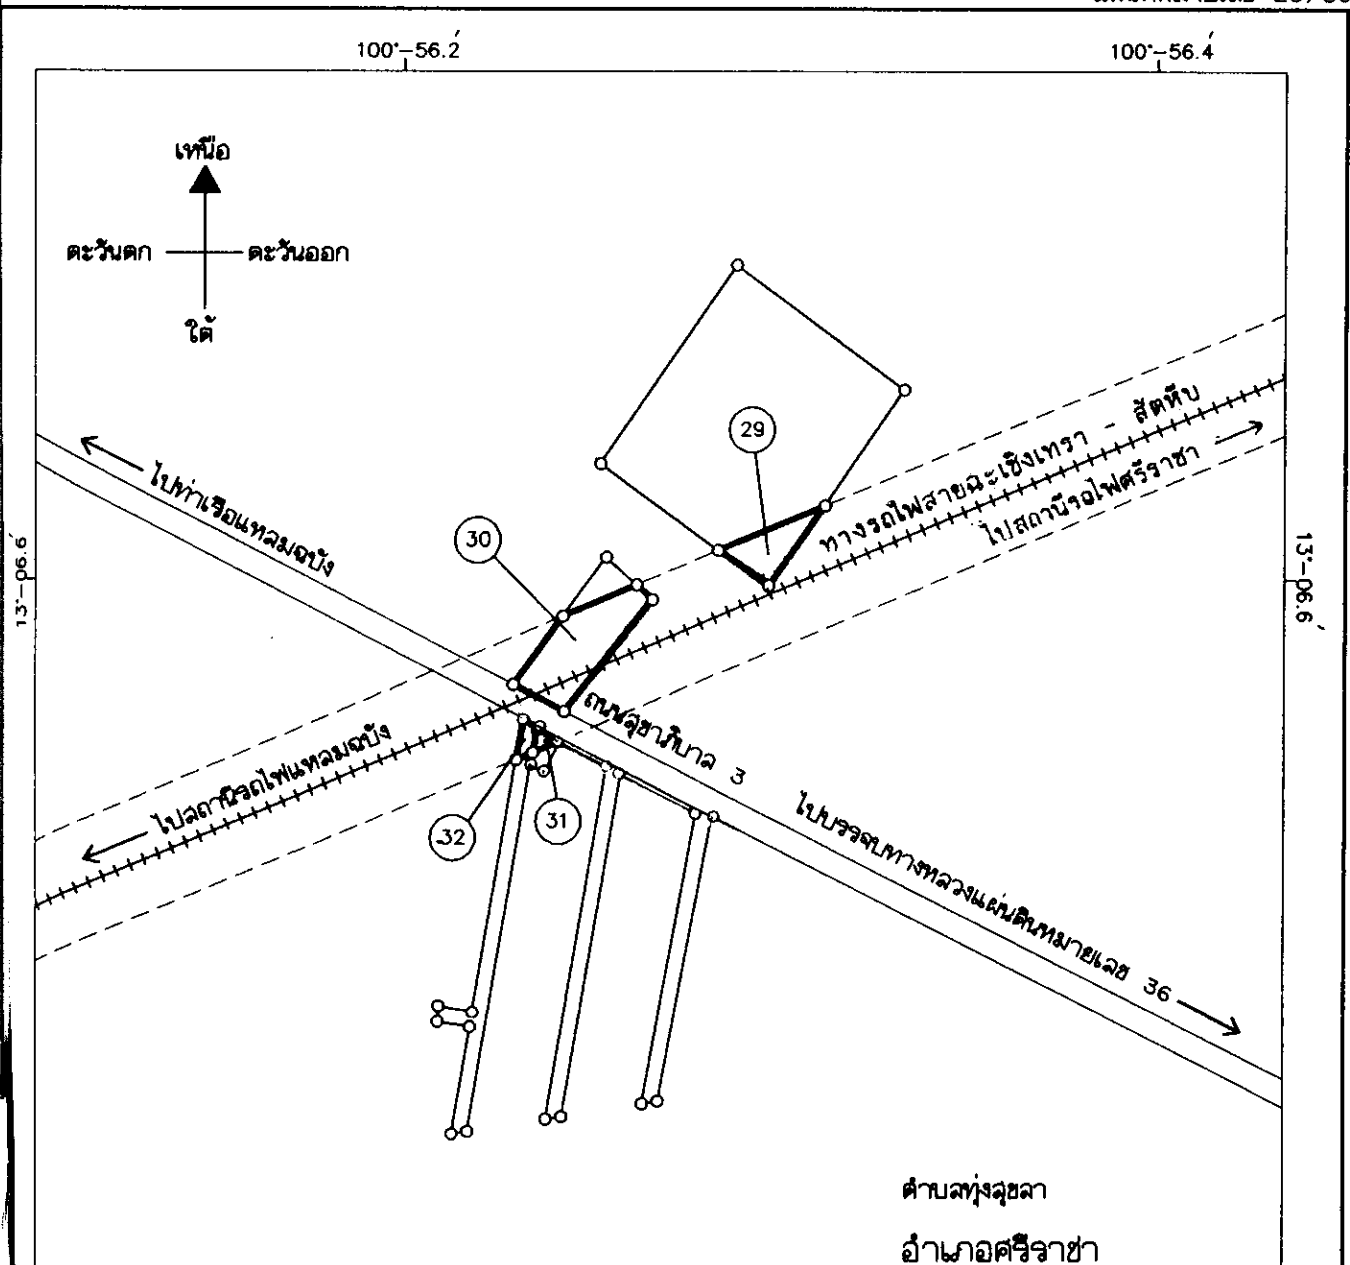 100°-56.2′
100°-56.4′
เหนือ
ตะวันตก
ตะวันออก
ใต้
29
ทางรถไฟสายฉะเชิงเทรา - สัตหีบ
ไปสถานีรถไฟศรีราชา
ไปท่าเรือแหลมฉบัง
30
13°-06.6′
13°-06.6′
ถนนสุขาภิบาล 3
ไปสถานีรถไฟแหลมฉบัง
32
31
ไปบรรจบทางหลวงแผ่นดินหมายเลข 36
ตำบลทุ่งสุขลา
อำเภอศรีราชา